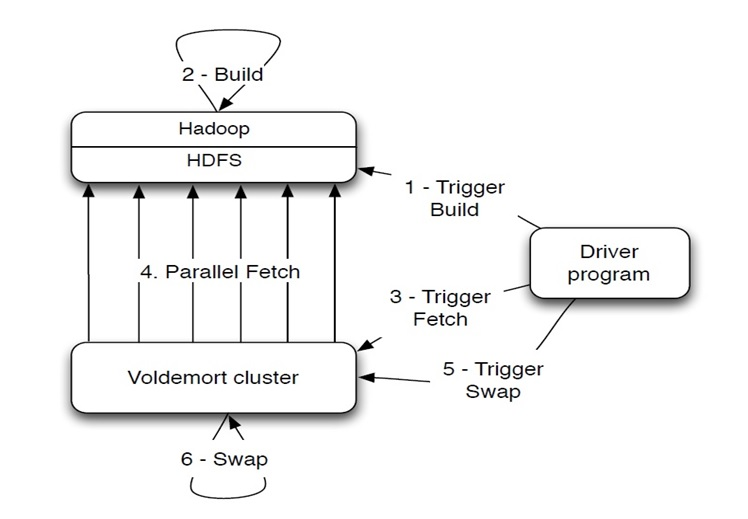 2 - Build
Hadoop
HDFS
1 - Trigger
Build
Driver
program
4. Parallel Fetch
3 - Trigger
Fetch
Voldemort cluster
5 - Trigger
Swap
6 - Swap